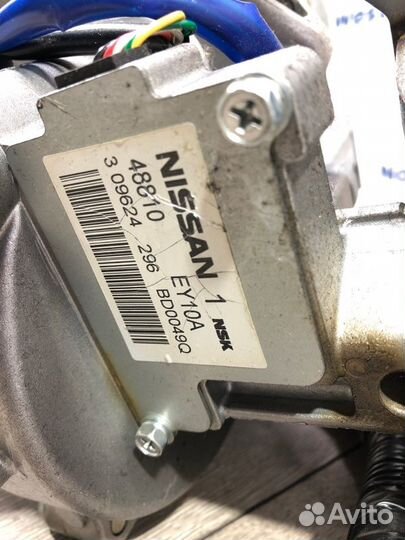 NISSAN 1 NSK
48810 EY10A
3 09624 296 BD0049Q
Avito